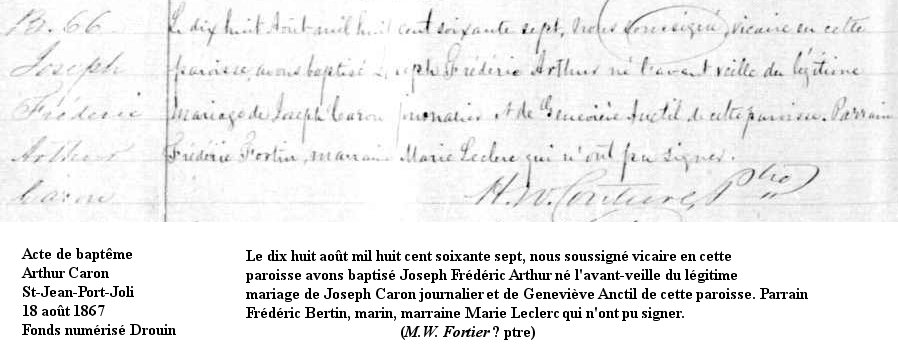 B. 66 Le dix huit Août mil huit cent soixante sept, nous soussigné, vicaire en cette
Joseph paroisse, avons baptisé Joseph Frédéric Arthur né l'avant veille du légitime
Frédéric mariage de Joseph Caron journalier & de Geneviève Anctil de cette paroisse. Parrain
Arthur Frédéric Fortin, marraine Marie Leclerc qui n'ont pu signer.
Caron H. W. Couture, Ptre
Acte de baptême
Arthur Caron
St-Jean-Port-Joli
18 août 1867
Fonds numérisé Drouin
Le dix huit août mil huit cent soixante sept, nous soussigné vicaire en cette
paroisse avons baptisé Joseph Frédéric Arthur né l'avant-veille du légitime
mariage de Joseph Caron journalier et de Geneviève Anctil de cette paroisse. Parrain
Frédéric Bertin, marin, marraine Marie Leclerc qui n'ont pu signer.
(M.W. Fortier ? ptre)